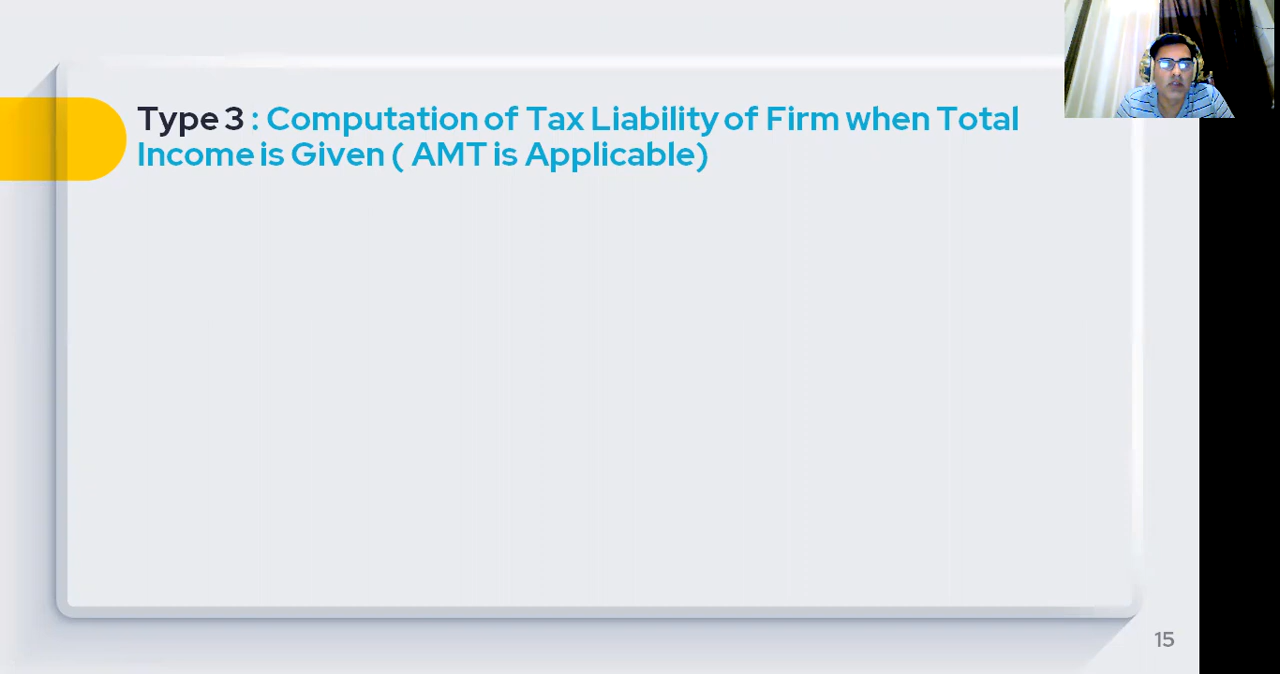 Type 3 : Computation of Tax Liability of Firm when Total
Income is Given ( AMT is Applicable)
15